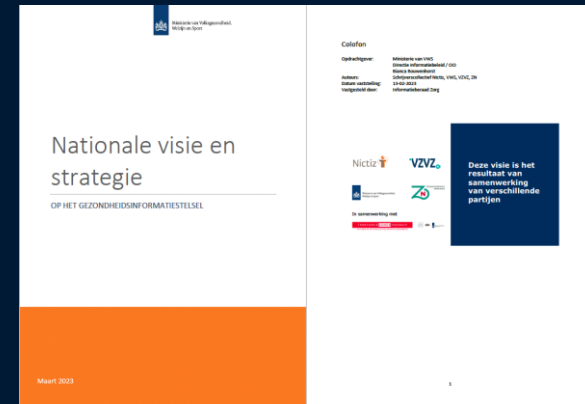 Ministerie van Volksgezondheid,
Welzijn en Sport
Nationale visie en
strategie
OP HET GEZONDHEIDSINFORMATIESTELSEL
Maart 2023
Colofon
Opdrachtgever: Ministerie van VWS
Directie Informatiebeleid / CIO
Bianca Rouwenhorst
Auteurs: Schrijverscollectief Nictiz, VWS, VZVZ, ZN
Datum vaststelling: 13-02-2023
Vastgesteld door: Informatieberaad Zorg
Nictiz
VZVZ
Deze visie is het
resultaat van
samenwerking
van verschillende
partijen
ZN
In samenwerking met